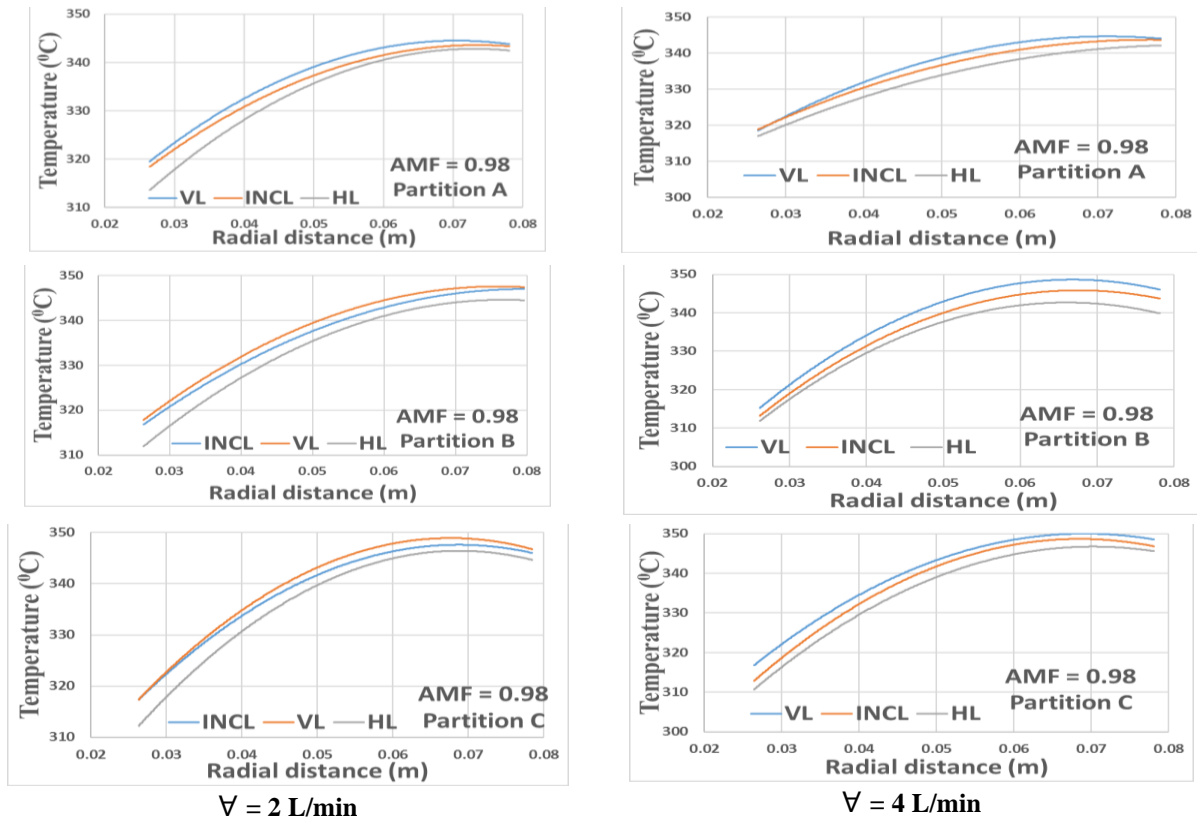 Temperature (⁰C)
350
340
330
320
310
0.02 0.03 0.04 0.05 0.06 0.07 0.08
Radial distance (m)
AMF = 0.98
Partition A
VL INCL HL
Temperature (⁰C)
350
340
330
320
310
300
0.02 0.03 0.04 0.05 0.06 0.07 0.08
Radial distance (m)
AMF = 0.98
Partition A
VL INCL HL
Temperature (⁰C)
350
340
330
320
310
0.02 0.03 0.04 0.05 0.06 0.07 0.08
Radial distance (m)
AMF = 0.98
Partition B
INCL VL HL
Temperature (⁰C)
350
340
330
320
310
300
0.02 0.03 0.04 0.05 0.06 0.07 0.08
Radial distance (m)
AMF = 0.98
Partition B
VL INCL HL
Temperature (⁰C)
350
340
330
320
310
0.02 0.03 0.04 0.05 0.06 0.07 0.08
Radial distance (m)
AMF = 0.98
Partition C
INCL VL HL
Temperature (⁰C)
350
340
330
320
310
300
0.02 0.03 0.04 0.05 0.06 0.07 0.08
Radial distance (m)
AMF = 0.98
Partition C
VL INCL HL
∀ = 2 L/min
∀ = 4 L/min